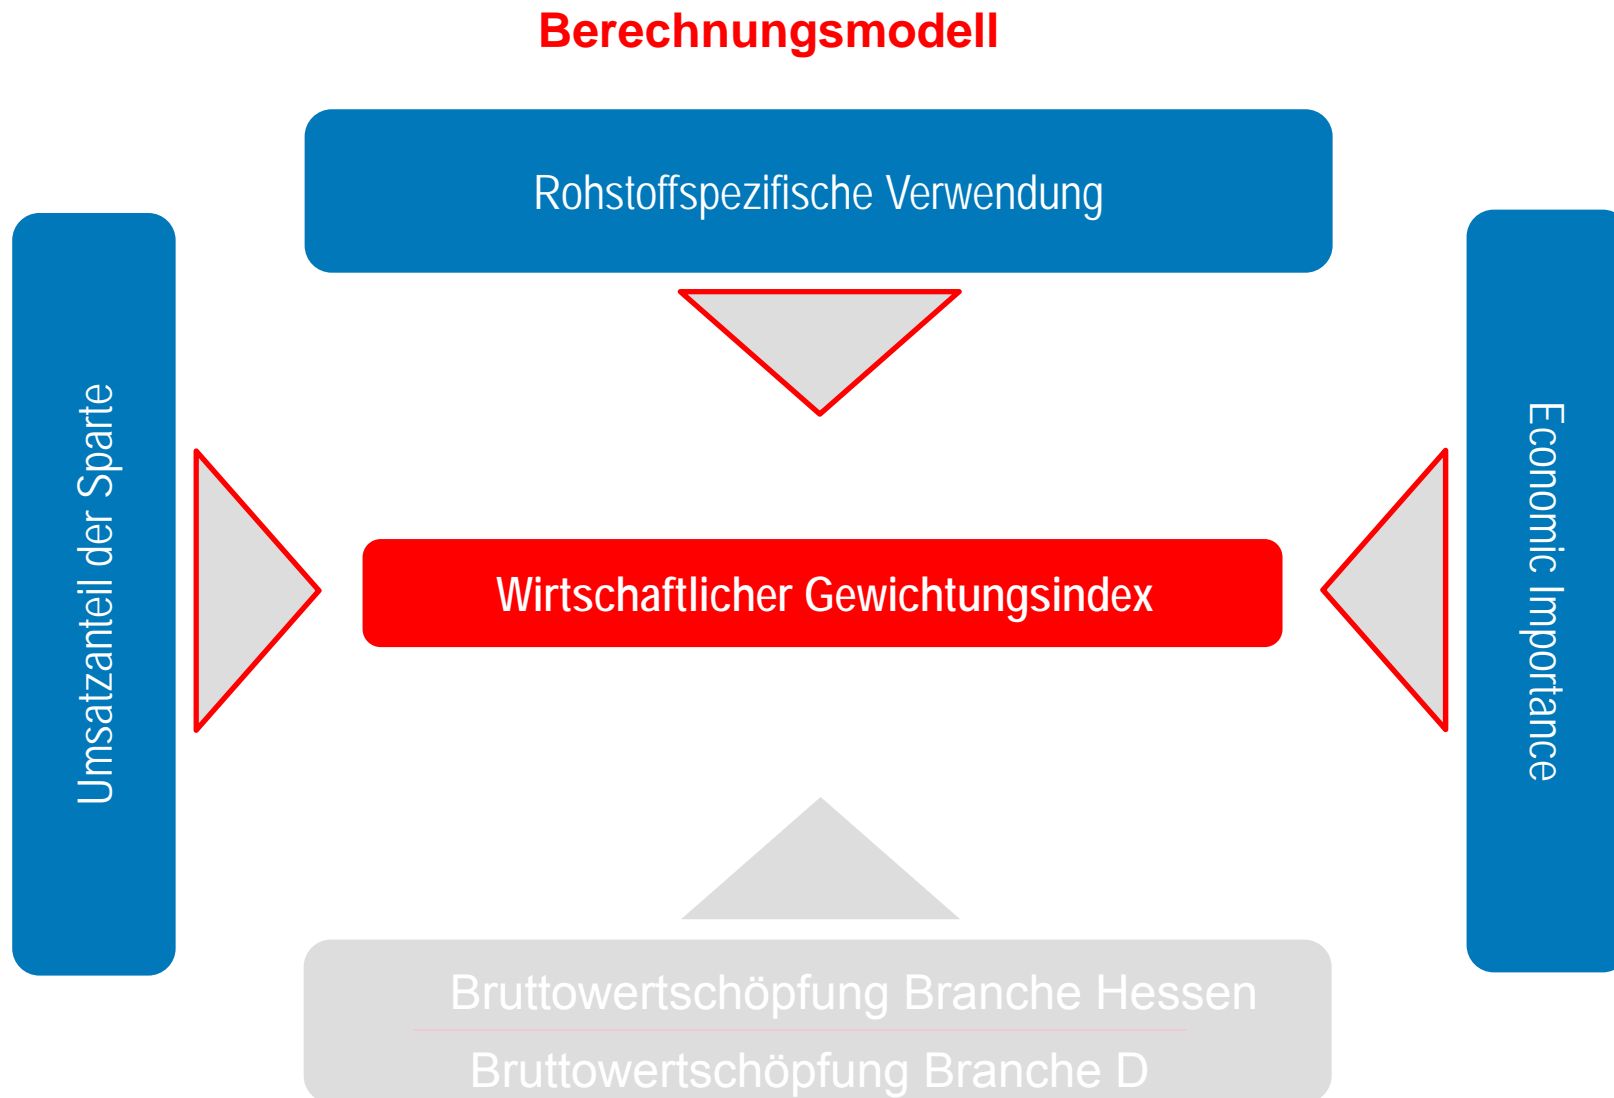 Berechnungsmodell
Rohstoffspezifische Verwendung
Umsatzanteil der Sparte
Economic Importance
Wirtschaftlicher Gewichtungsindex
Bruttowertschöpfung Branche Hessen
Bruttowertschöpfung Branche D